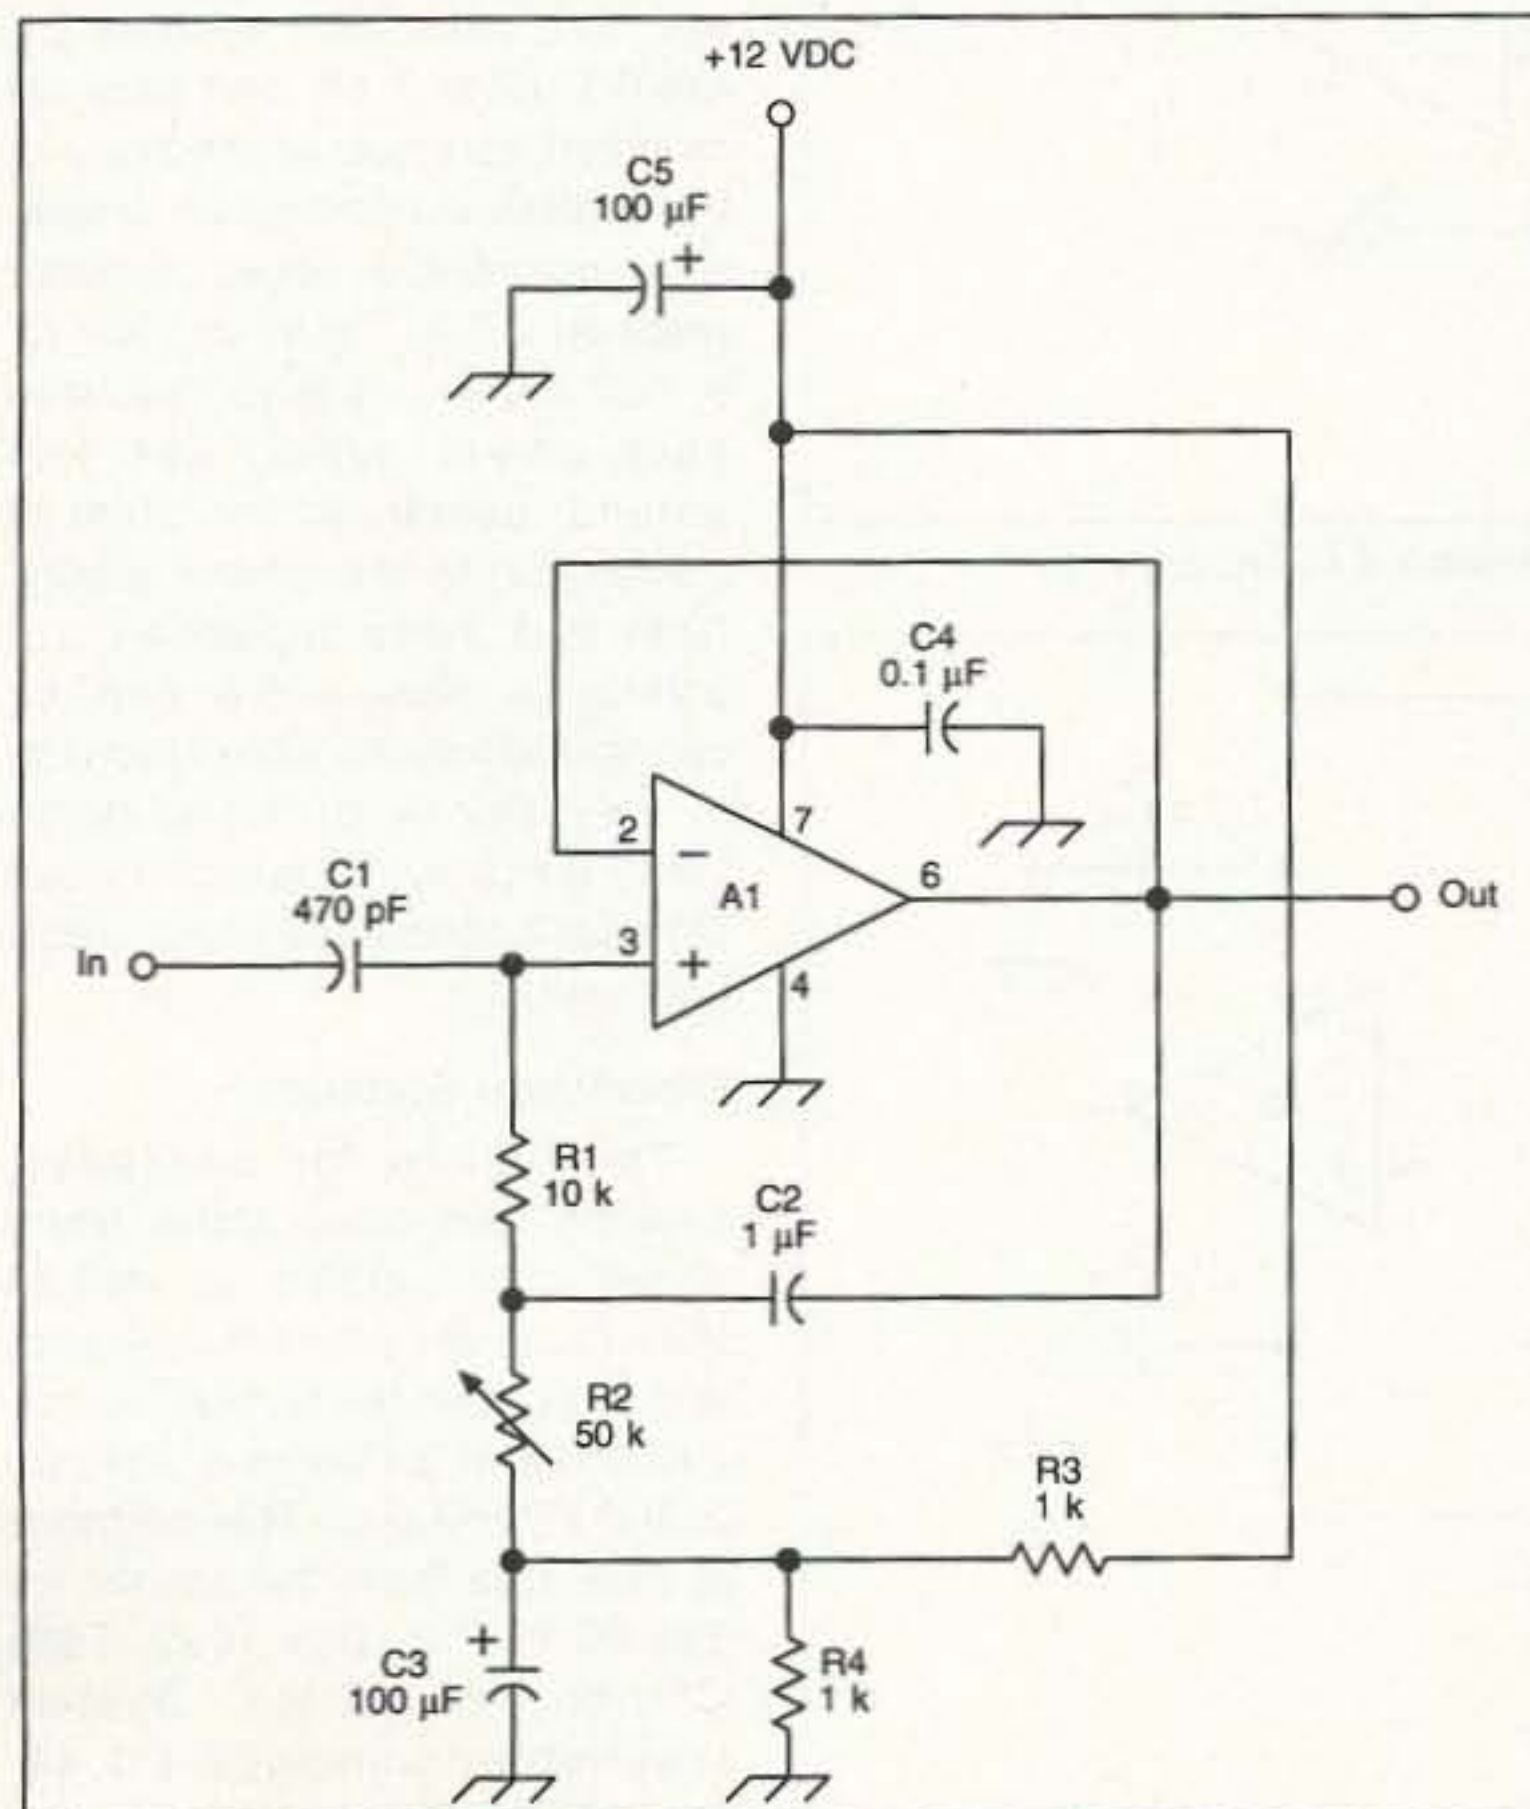 +12 VDC
C5
100 µF
+
C4
0.1 µF
2
7
−
A1
6
Out
C1
470 pF
In
3
+
4
R1
10 k
C2
1 µF
R2
50 k
R3
1 k
+
C3
100 µF
R4
1 k